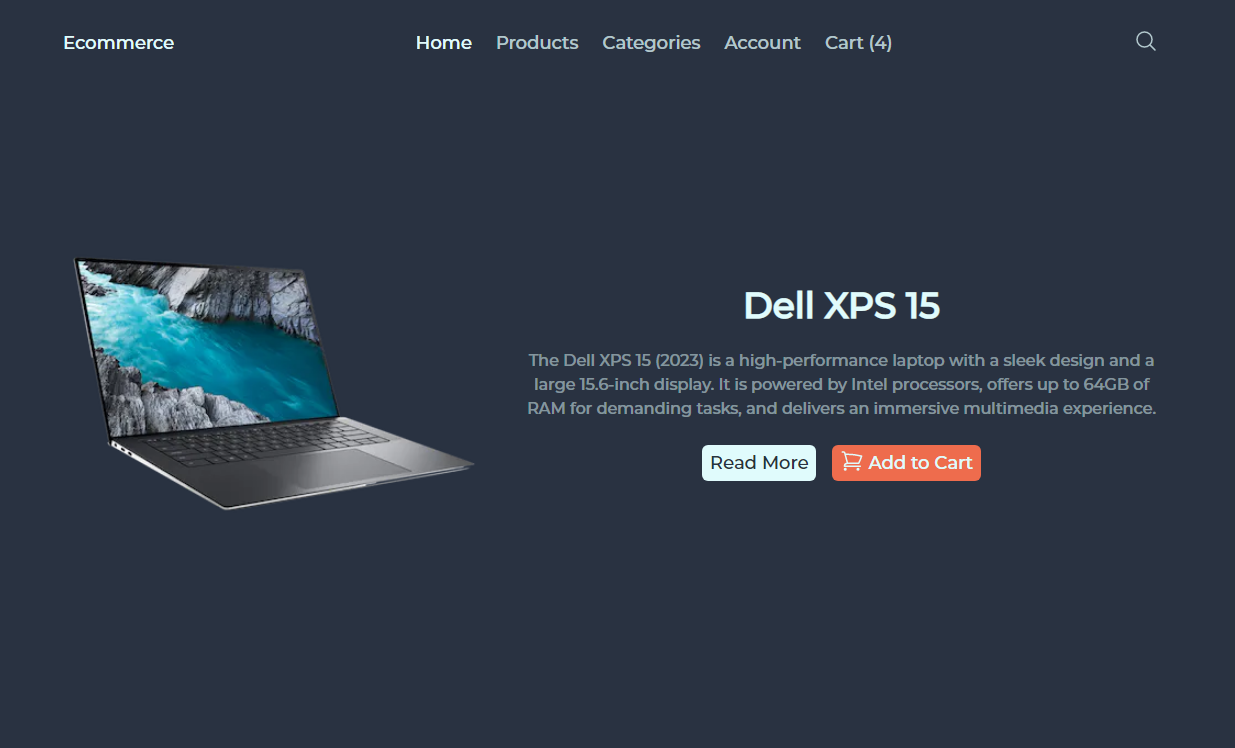 Ecommerce
Home Products Categories Account Cart (4)
Dell XPS 15
The Dell XPS 15 (2023) is a high-performance laptop with a sleek design and a
large 15.6-inch display. It is powered by Intel processors, offers up to 64GB of
RAM for demanding tasks, and delivers an immersive multimedia experience.
Read More
Add to Cart